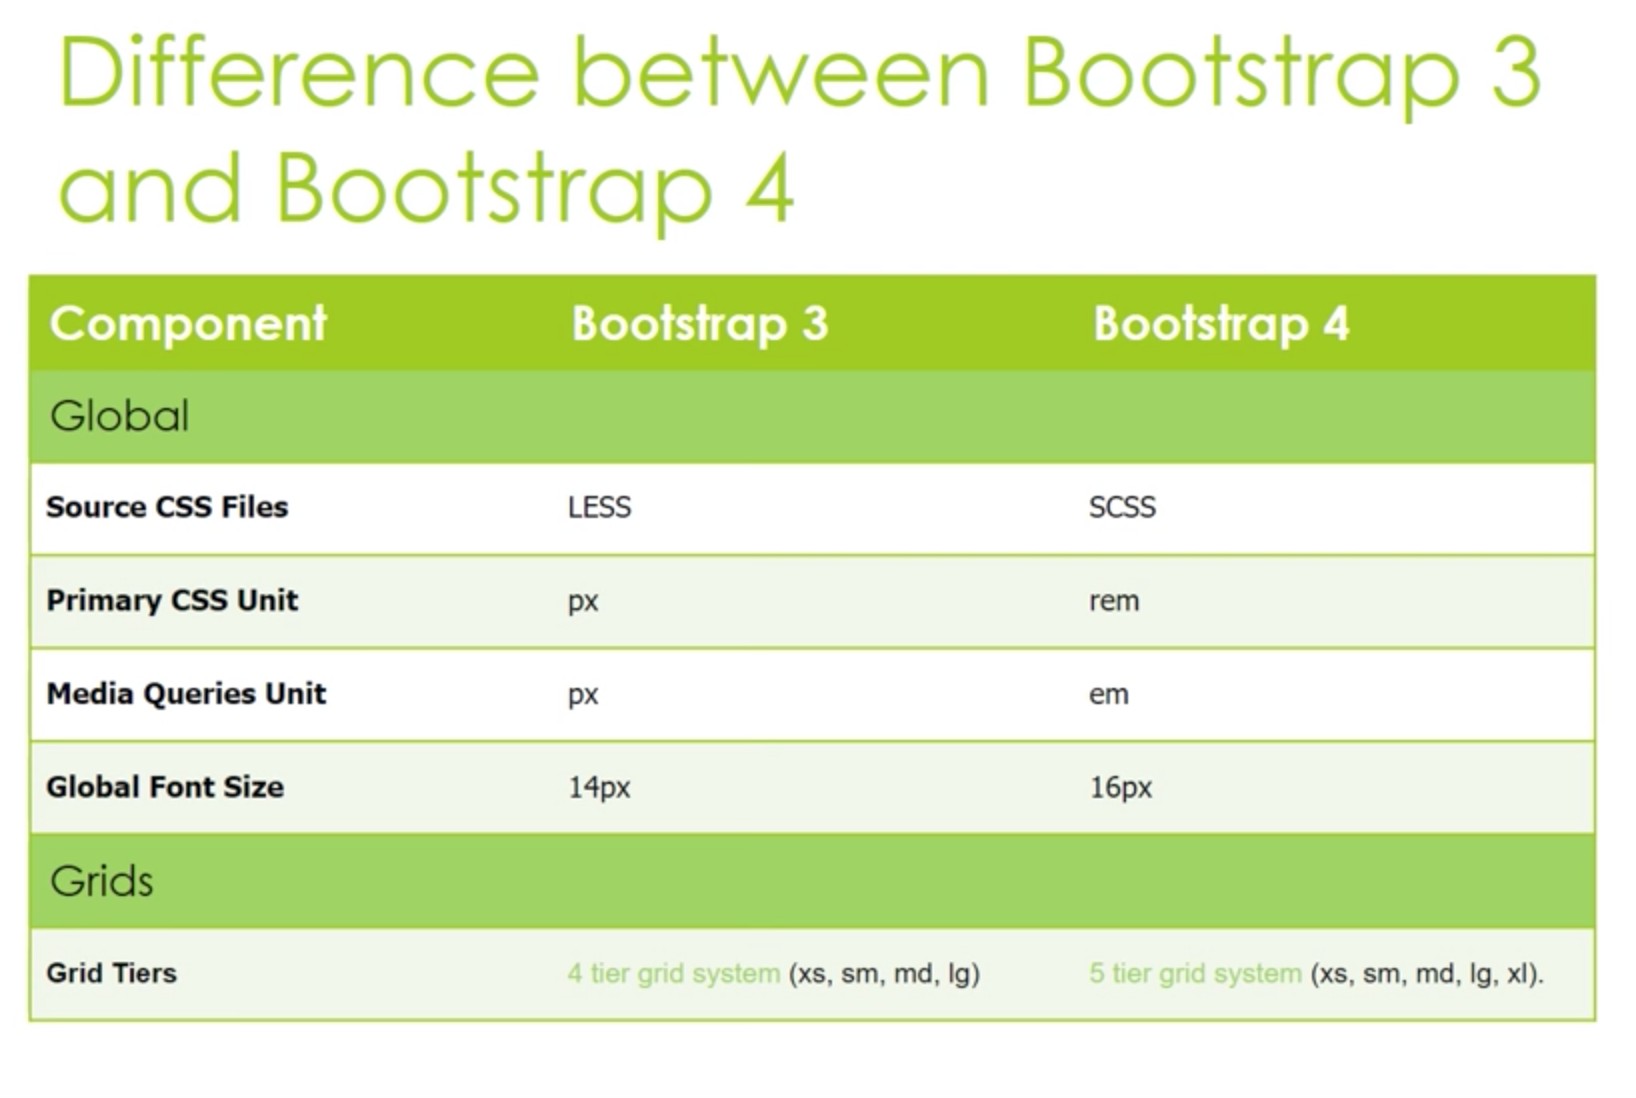 Difference between Bootstrap 3
and Bootstrap 4
Component Bootstrap 3 Bootstrap 4
Global
Source CSS Files LESS SCSS
Primary CSS Unit px rem
Media Queries Unit px em
Global Font Size 14px 16px
Grids
Grid Tiers 4 tier grid system (xs, sm, md, lg) 5 tier grid system (xs, sm, md, lg, xl).